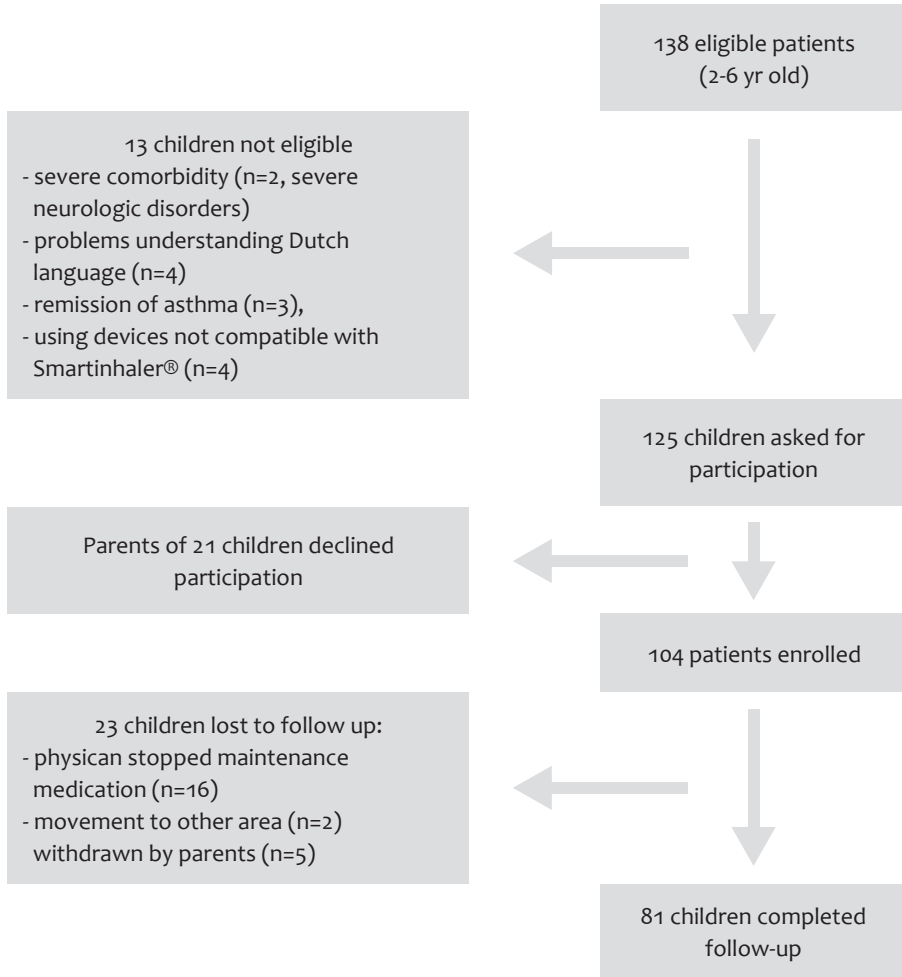 138 eligible patients
(2-6 yr old)
13 children not eligible
- severe comorbidity (n=2, severe
neurologic disorders)
- problems understanding Dutch
language (n=4)
- remission of asthma (n=3),
- using devices not compatible with
Smartinhaler® (n=4)
125 children asked for
participation
Parents of 21 children declined
participation
104 patients enrolled
23 children lost to follow up:
- physican stopped maintenance
medication (n=16)
- movement to other area (n=2)
withdrawn by parents (n=5)
81 children completed
follow-up